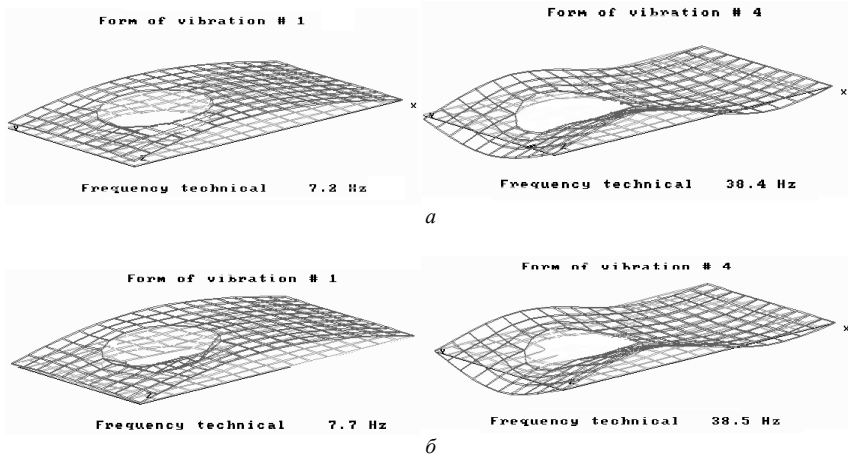 Form of vibration # 1
Form of vibration # 4
X
X
Y
Y
Z
Z
Frequency technical 7.2 Hz
Frequency technical 38.4 Hz
а
Form of vibration # 1
Form of vibration # 4
X
Y
Z
Z
Frequency technical 7.7 Hz
Frequency technical 38.5 Hz
б